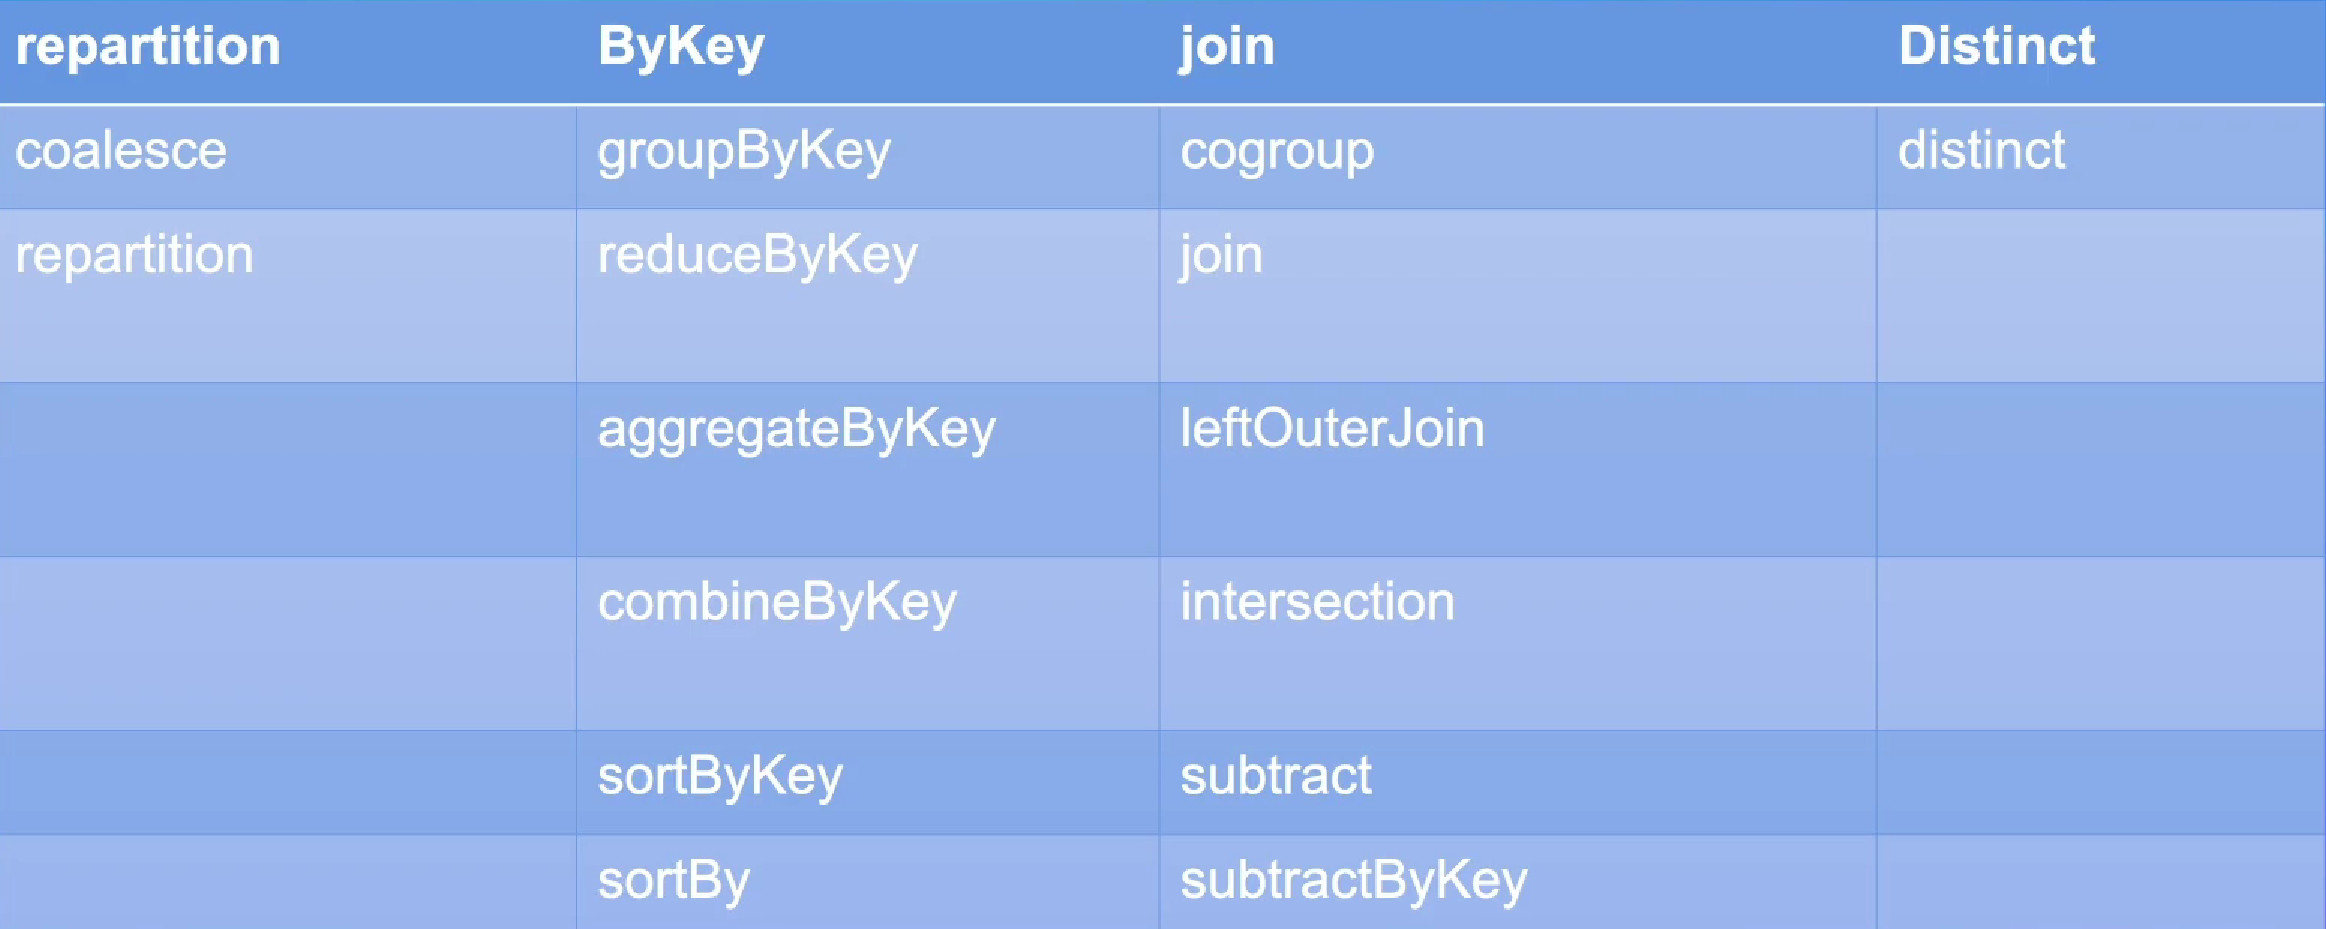 repartition ByKey join Distinct
coalesce groupByKey cogroup distinct
repartition reduceByKey join
aggregateByKey leftOuterJoin
combineByKey intersection
sortByKey subtract
sortBy subtractByKey